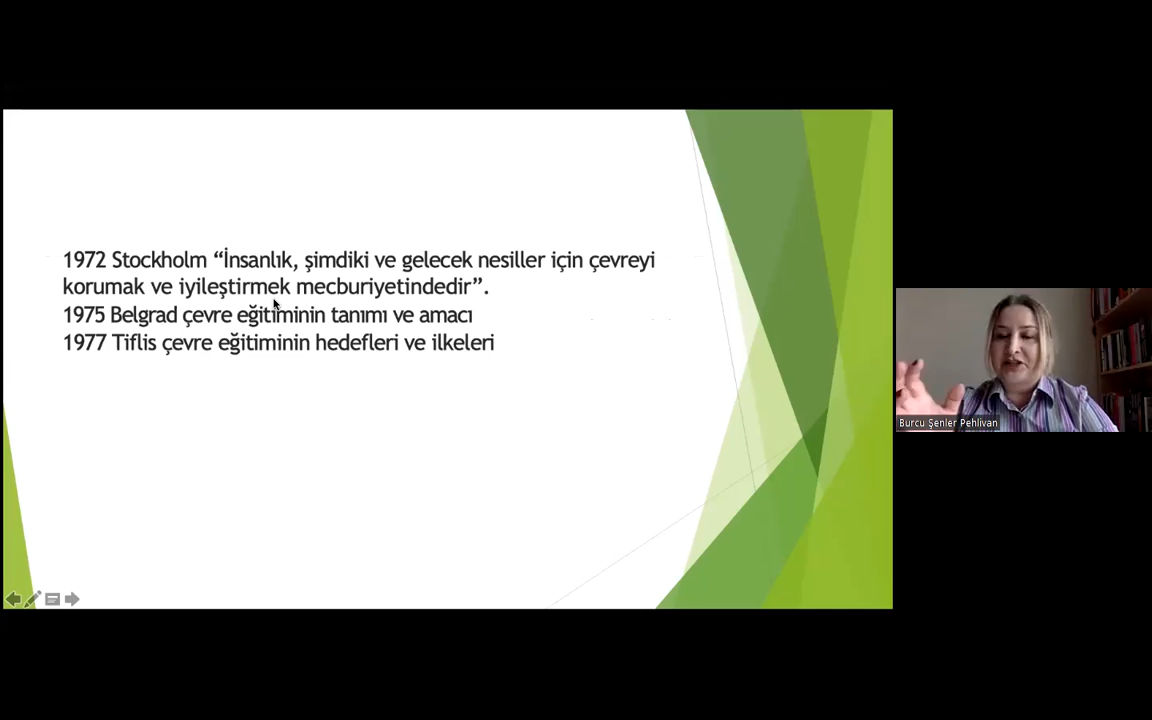 1972 Stockholm “İnsanlık, şimdiki ve gelecek nesiller için çevreyi
korumak ve iyileştirmek mecburiyetindedir”.
1975 Belgrad çevre eğitiminin tanımı ve amacı
1977 Tiflis çevre eğitiminin hedefleri ve ilkeleri
Burcu Şenler Pehlivan